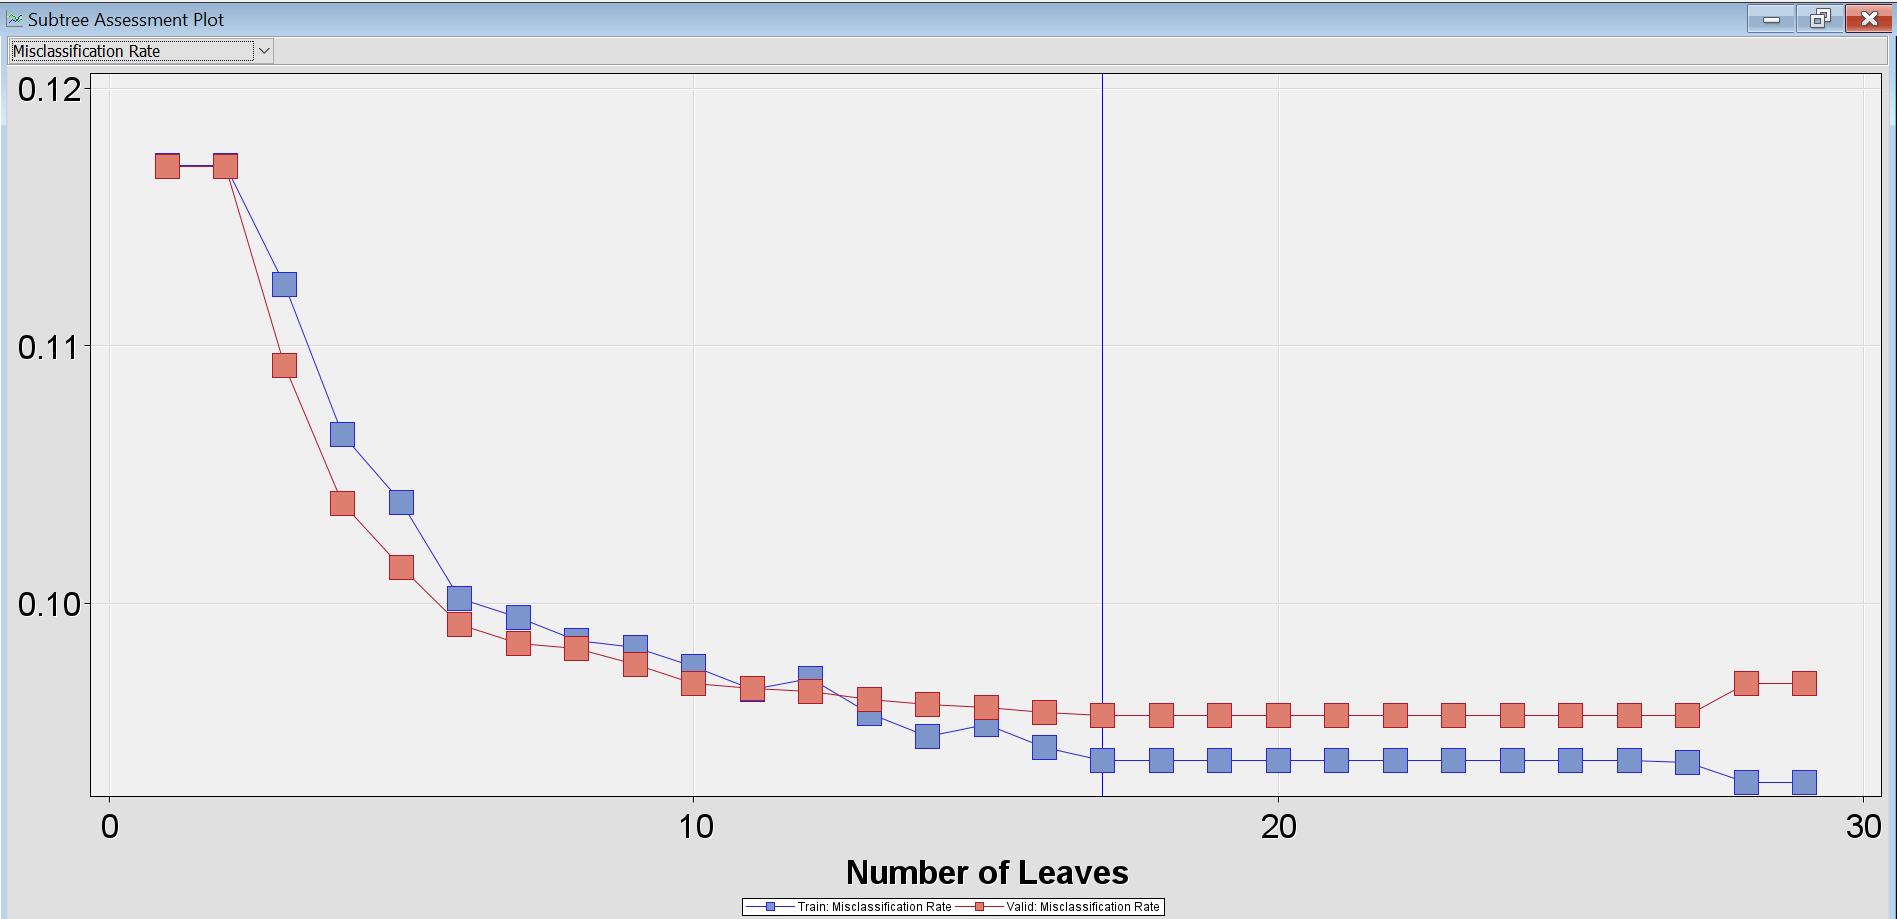 Subtree Assessment Plot
Misclassification Rate
0.12
0.11
0.10
0 10 20 30
Number of Leaves
Train: Misclassification Rate Valid: Misclassification Rate